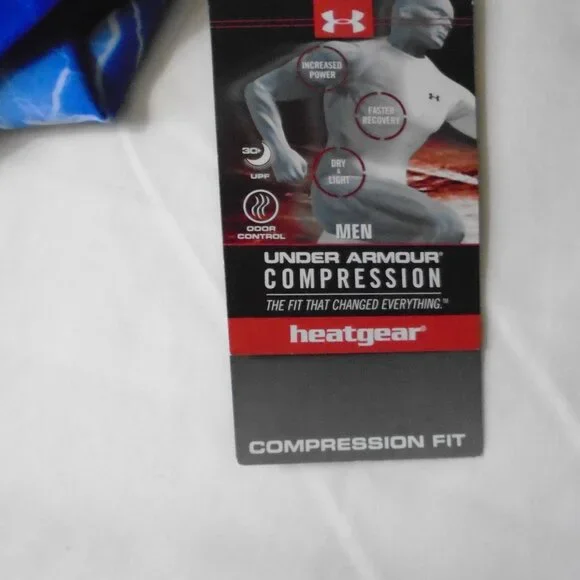 INCREASED
POWER
FASTER
RECOVERY
DRY
&
LIGHT
30+
UPF
ODOR
CONTROL
MEN
UNDER ARMOUR®
COMPRESSION
THE FIT THAT CHANGED EVERYTHING.™
heatgear®
COMPRESSION FIT